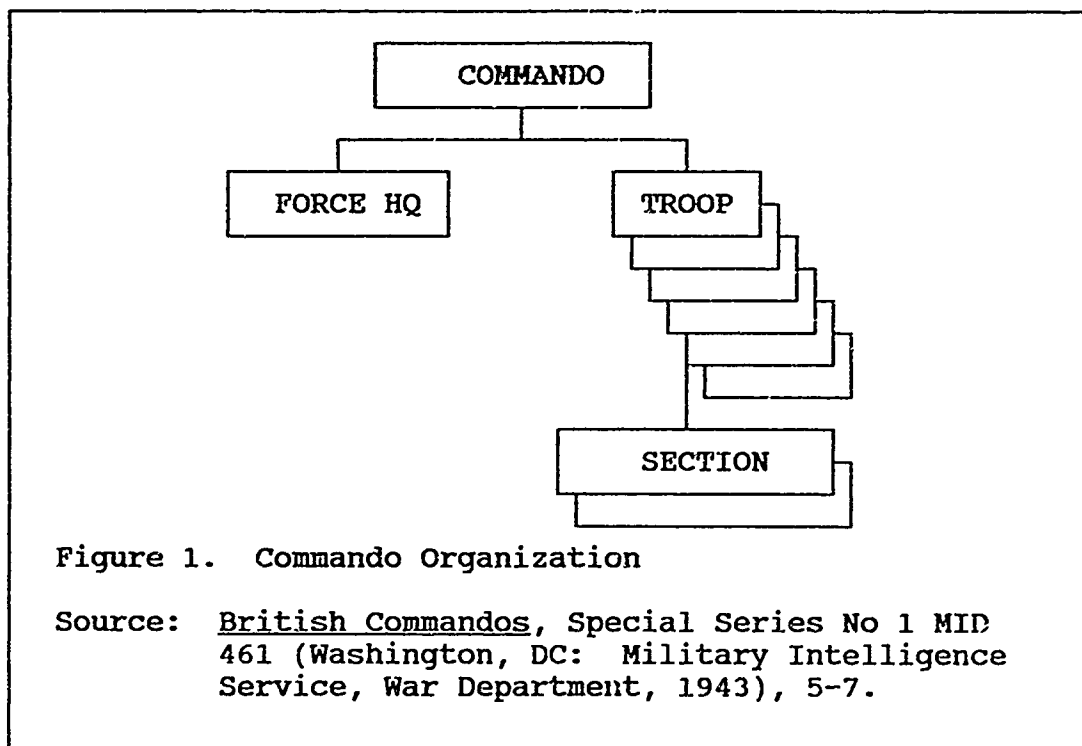 COMMANDO
FORCE HQ
TROOP
SECTION
Figure 1. Commando Organization
Source: British Commandos, Special Series No 1 MID
461 (Washington, DC: Military Intelligence
Service, War Department, 1943), 5-7.